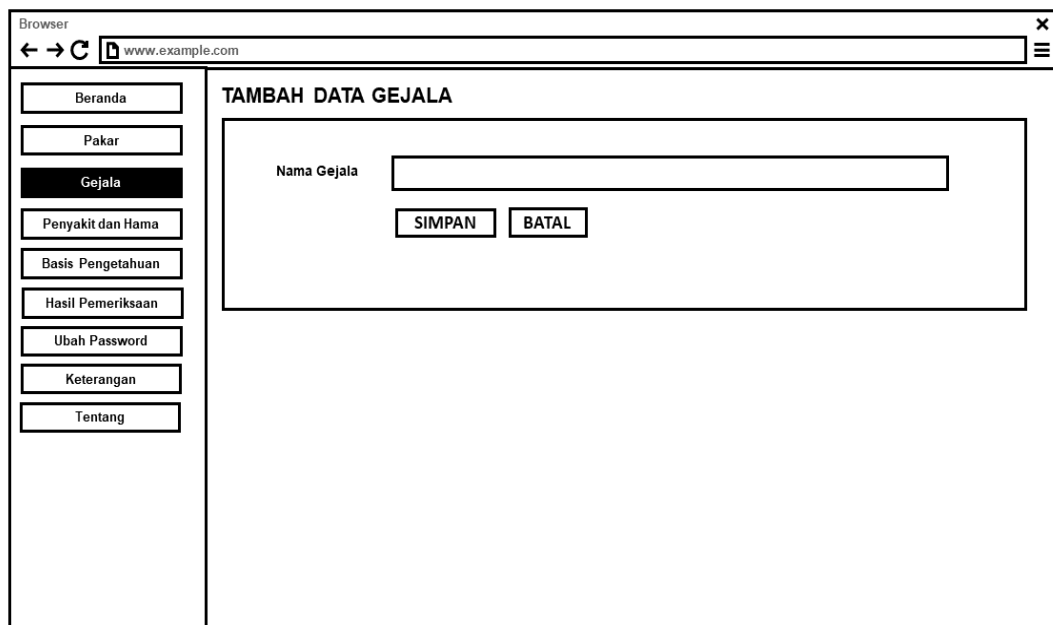 Browser
www.example.com
Beranda
Pakar
Gejala
Penyakit dan Hama
Basis Pengetahuan
Hasil Pemeriksaan
Ubah Password
Keterangan
Tentang
TAMBAH DATA GEJALA
Nama Gejala
SIMPAN BATAL